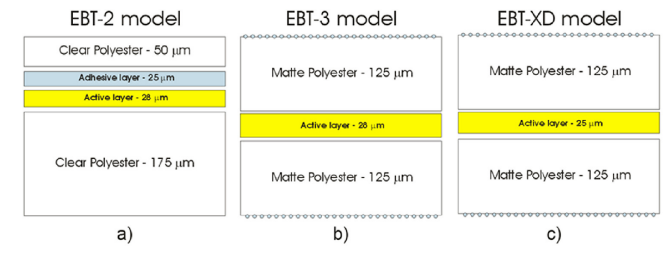 EBT-2 model
Clear Polyester - 50 µm
Adhesive layer - 25 µm
Active layer - 28 µm
Clear Polyester - 175 µm
a)
EBT-3 model
Matte Polyester - 125 µm
Active layer - 28 µm
Matte Polyester - 125 µm
b)
EBT-XD model
Matte Polyester - 125 µm
Active layer - 25 µm
Matte Polyester - 125 µm
c)